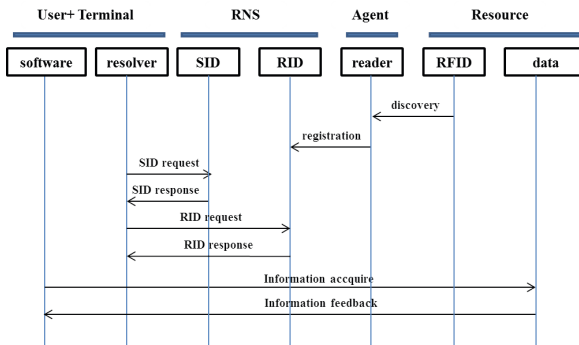 User+ Terminal RNS Agent Resource
software resolver SID RID reader RFID data
discovery
registration
SID request
SID response
RID request
RID response
Information accquire
Information feedback